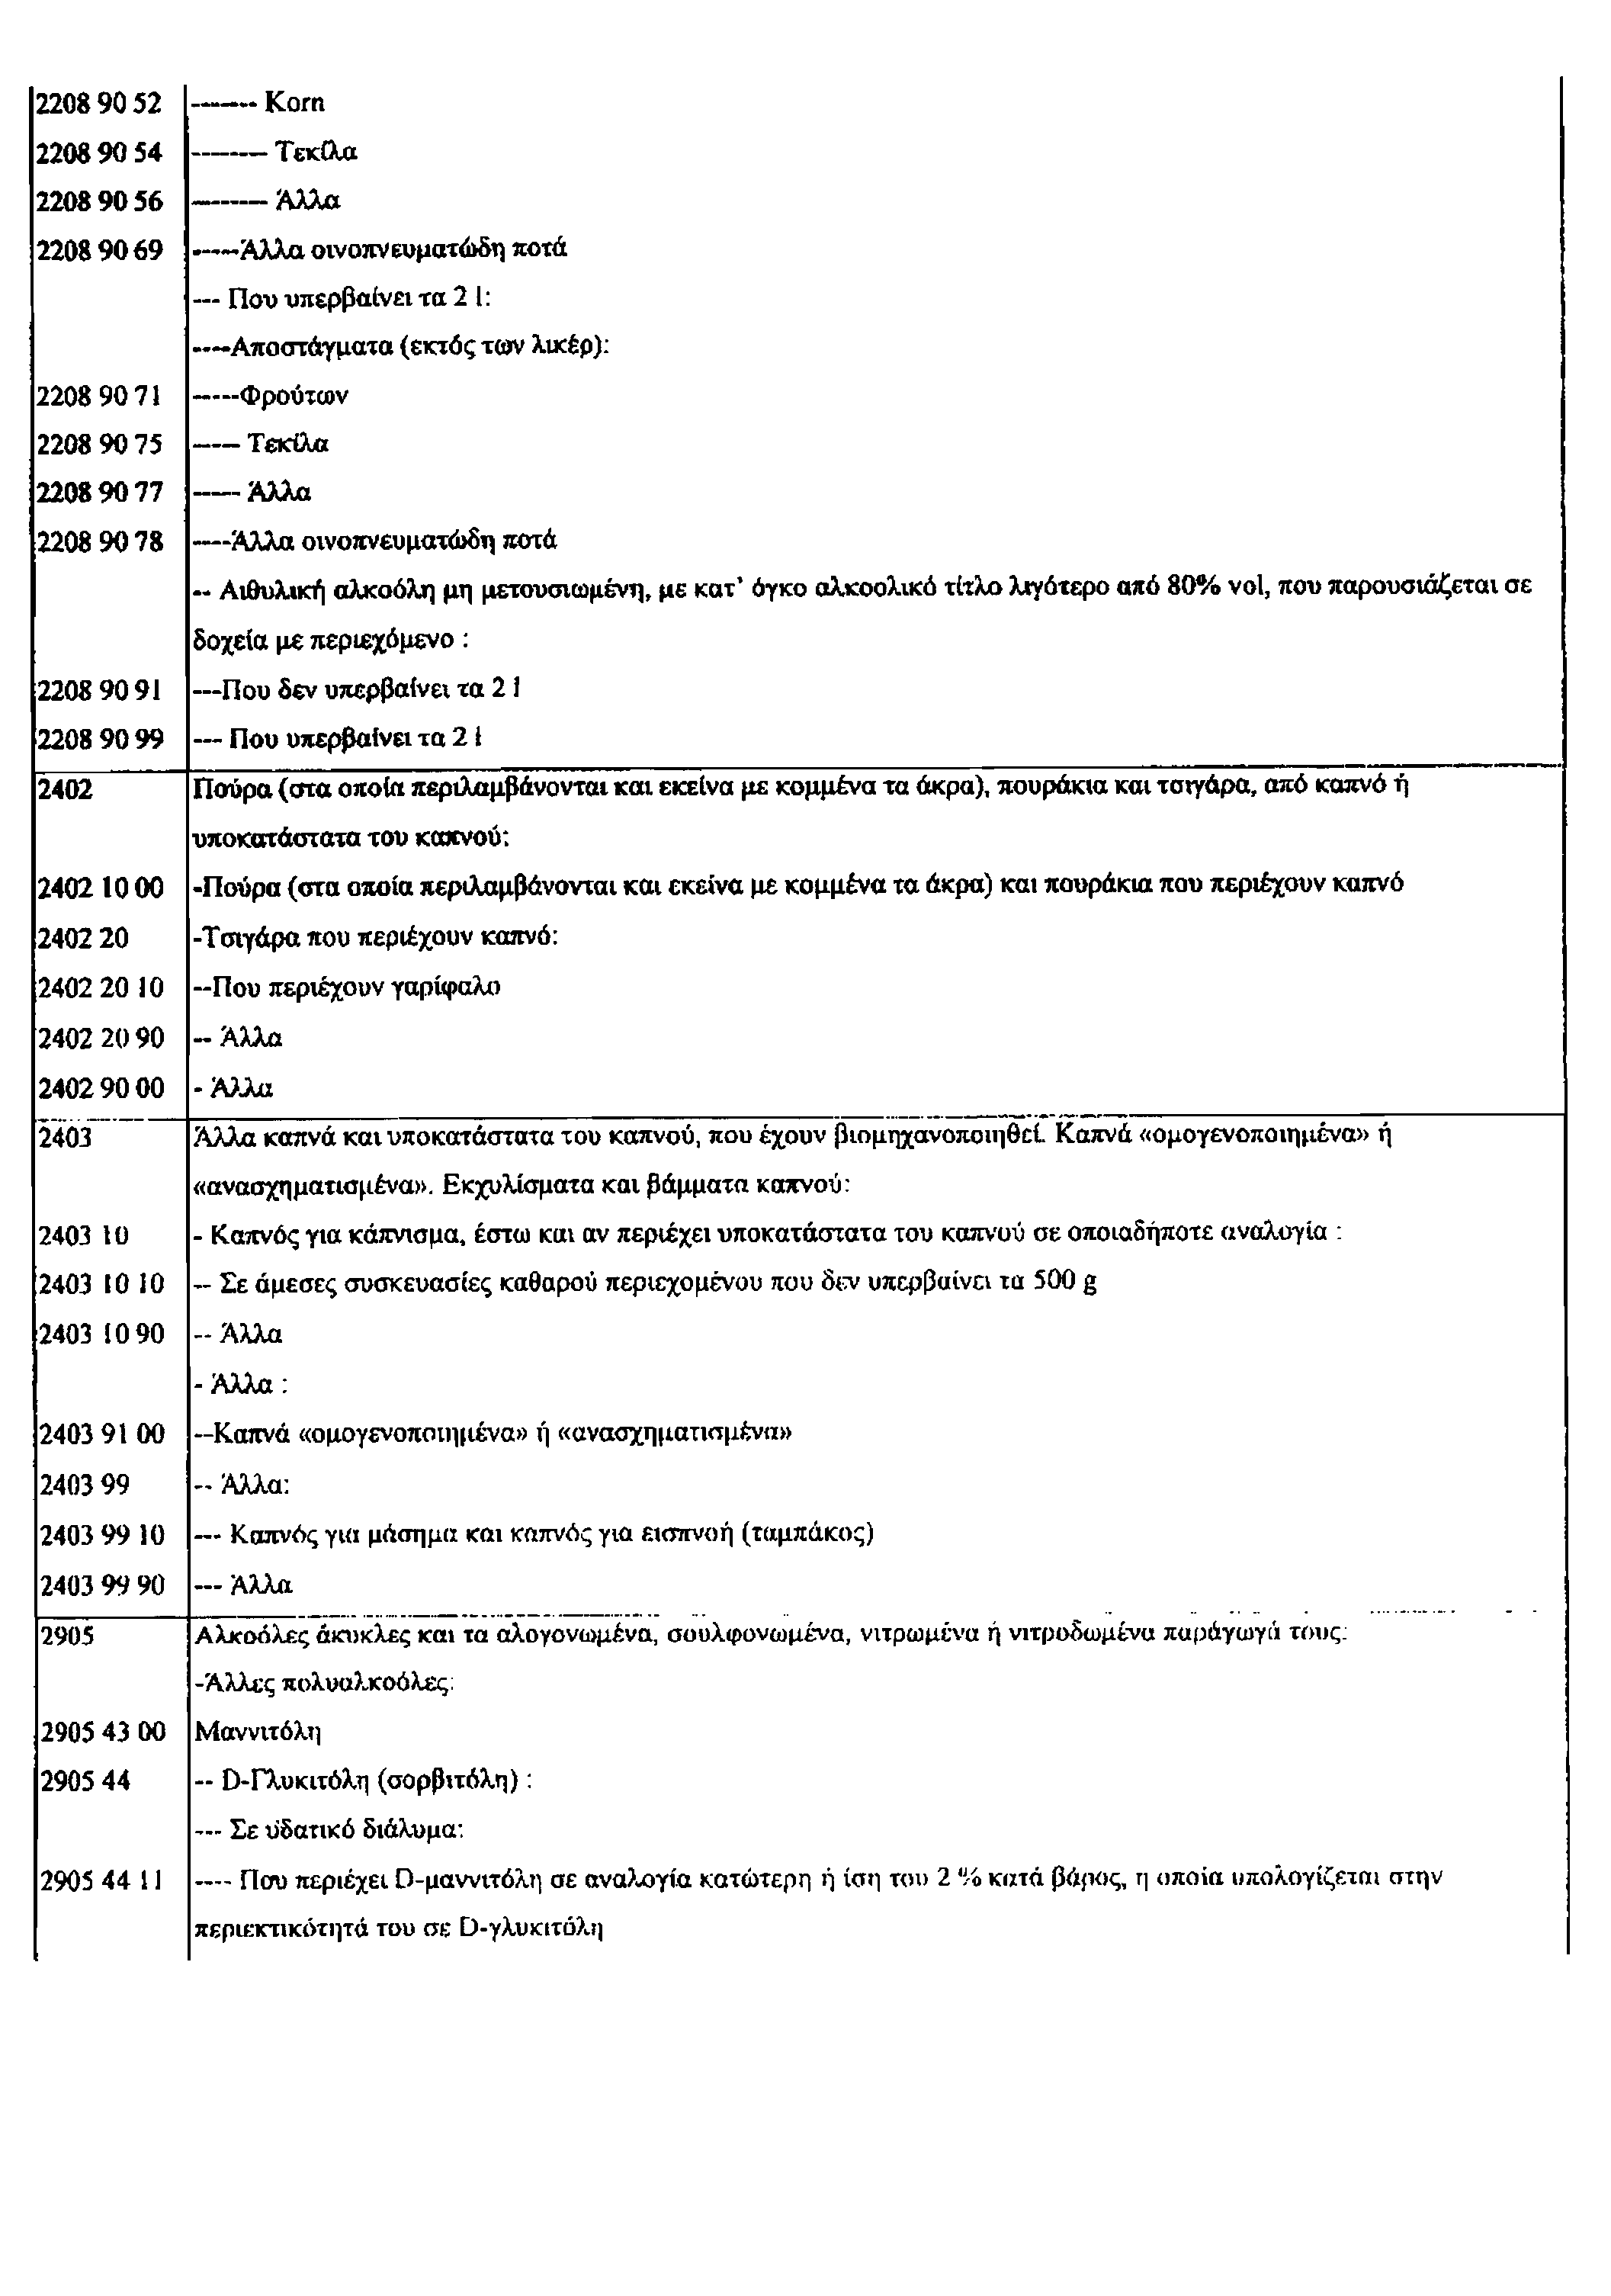 2208 90 52 ------- Korn
2208 90 54 -------- Τεκίλα
2208 90 56 -------- Άλλα
2208 90 69 -----Άλλα οινοπνευματώδη ποτά
--- Που υπερβαίνει τα 2 l:
----Αποστάγματα (εκτός των λικέρ):
2208 90 71 -----Φρούτων
2208 90 75 ----- Τεκίλα
2208 90 77 ----- Άλλα
2208 90 78 ----Άλλα οινοπνευματώδη ποτά
-- Αιθυλική αλκοόλη μη μετουσιωμένη, με κατ' όγκο αλκοολικό τίτλο λιγότερο από 80% vol, που παρουσιάζεται σε
δοχεία με περιεχόμενο :
2208 90 91 ---Που δεν υπερβαίνει τα 2 l
2208 90 99 --- Που υπερβαίνει τα 2 l
2402 Πούρα (στα οποία περιλαμβάνονται και εκείνα με κομμένα τα άκρα), πουράκια και τσιγάρα, από καπνό ή
υποκατάστατα του καπνού:
2402 10 00 -Πούρα (στα οποία περιλαμβάνονται και εκείνα με κομμένα τα άκρα) και πουράκια που περιέχουν καπνό
2402 20 -Τσιγάρα που περιέχουν καπνό:
2402 20 10 --Που περιέχουν γαρίφαλο
2402 20 90 -- Άλλα
2402 90 00 - Άλλα
2403 Άλλα καπνά και υποκατάστατα του καπνού, που έχουν βιομηχανοποιηθεί. Καπνά «ομογενοποιημένα» ή
«ανασχηματισμένα». Εκχυλίσματα και βάμματα καπνού:
2403 10 - Καπνός για κάπνισμα, έστω και αν περιέχει υποκατάστατα του καπνού σε οποιαδήποτε αναλογία :
2403 10 10 -- Σε άμεσες συσκευασίες καθαρού περιεχομένου που δεν υπερβαίνει τα 500 g
2403 10 90 -- Άλλα
- Άλλα :
2403 91 00 --Καπνά «ομογενοποιημένα» ή «ανασχηματισμένα»
2403 99 -- Άλλα:
2403 99 10 --- Καπνός για μάσημα και καπνός για εισπνοή (ταμπάκος)
2403 99 90 --- Άλλα
2905 Αλκοόλες άκυκλες και τα αλογονωμένα, σουλφονωμένα, νιτρωμένα ή νιτροδωμένα παράγωγά τους:
-Άλλες πολυαλκοόλες:
2905 43 00 Μαννιτόλη
2905 44 -- D-Γλυκιτόλη (σορβιτόλη) :
--- Σε υδατικό διάλυμα:
2905 44 11 ---- Που περιέχει D-μαννιτόλη σε αναλογία κατώτερη ή ίση του 2 % κατά βάρος, η οποία υπολογίζεται στην
περιεκτικότητά του σε D-γλυκιτόλη